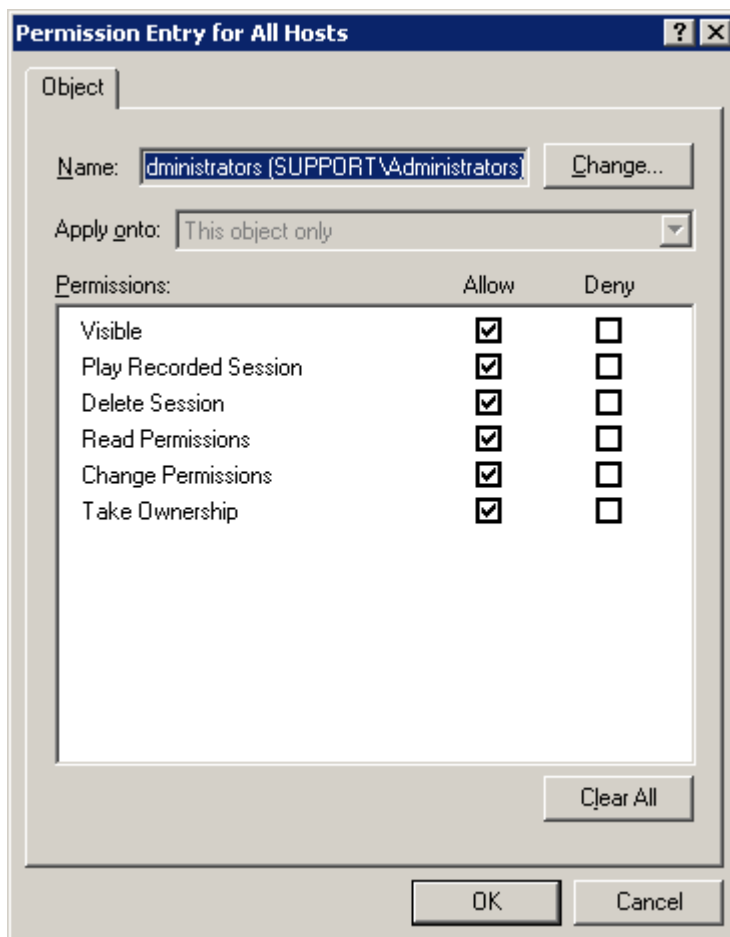 Permission Entry for All Hosts
Object
Name: dministrators (SUPPORT\Administrators) Change...
Apply onto: This object only
Permissions: Allow Deny
Visible
Play Recorded Session
Delete Session
Read Permissions
Change Permissions
Take Ownership
Clear All
OK Cancel